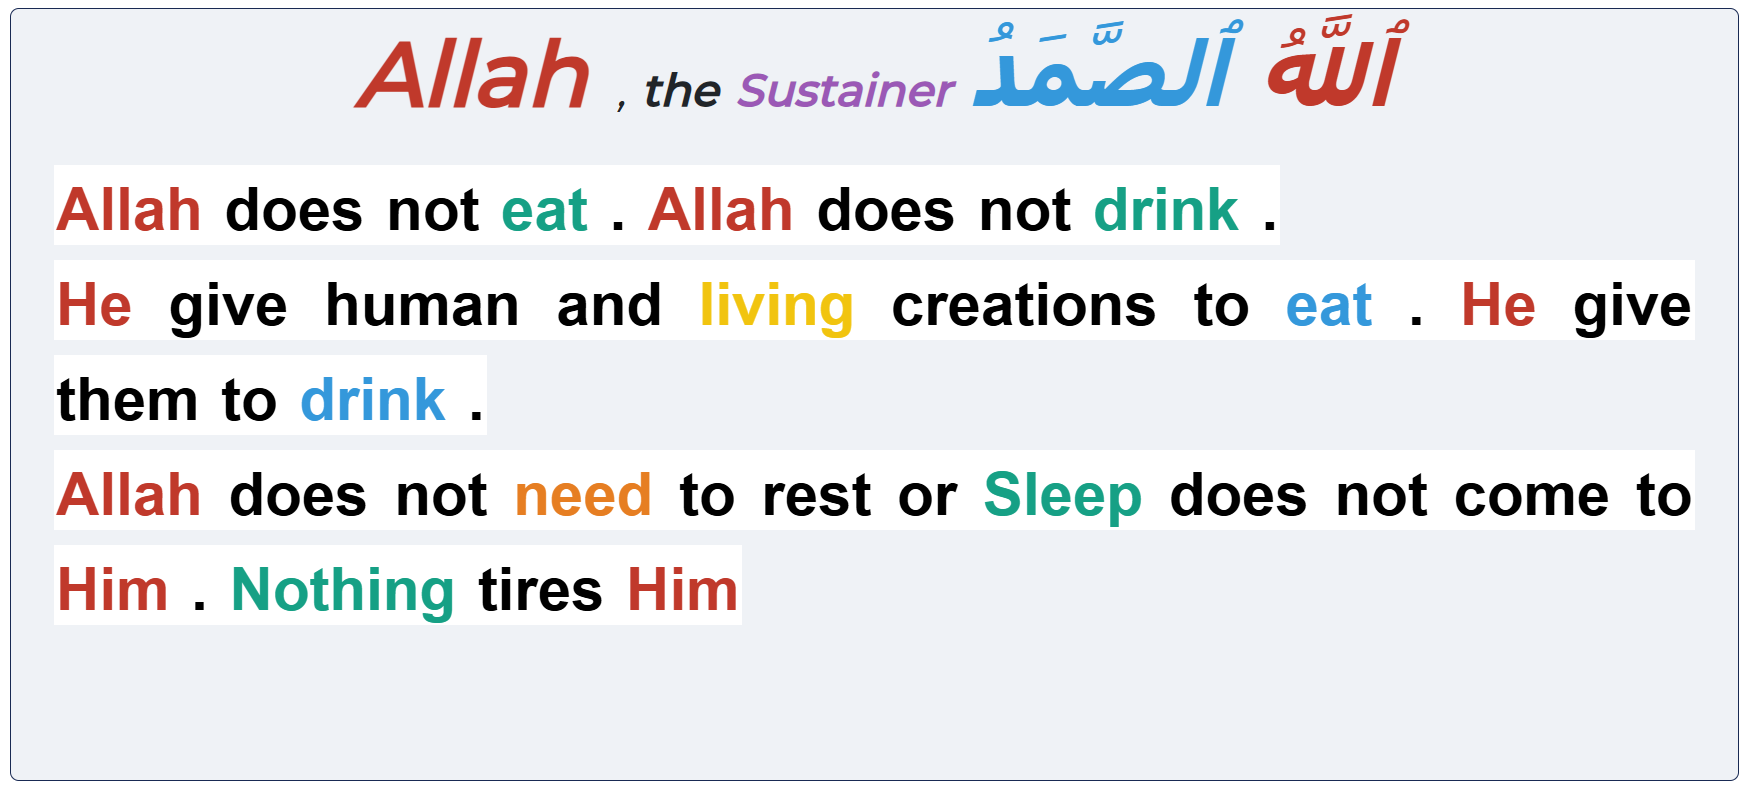 Allah , the Sustainer ٱللَّهُ ٱلصَّمَدُ
Allah does not eat . Allah does not drink .
He give human and living creations to eat . He give
them to drink .
Allah does not need to rest or Sleep does not come to
Him . Nothing tires Him